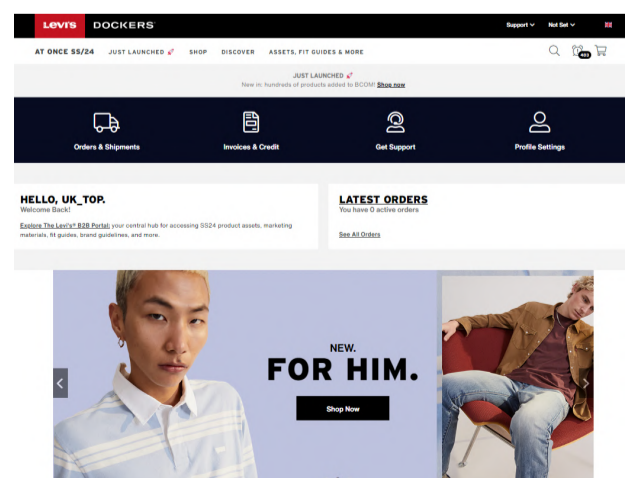 Levi's DOCKERS® Support Not Set
AT ONCE SS/24 JUST LAUNCHED 🚀 SHOP DISCOVER ASSETS, FIT GUIDES & MORE
JUST LAUNCHED 🚀
New in: hundreds of products added to BCOM! Shop now
Orders & Shipments Invoices & Credit Get Support Profile Settings
HELLO, UK_TOP.
Welcome Back!
Explore The Levi's® B2B Portal: your central hub for accessing SS24 product assets, marketing
materials, fit guides, brand guidelines, and more.
LATEST ORDERS
You have 0 active orders
See All Orders
NEW.
FOR HIM.
Shop Now